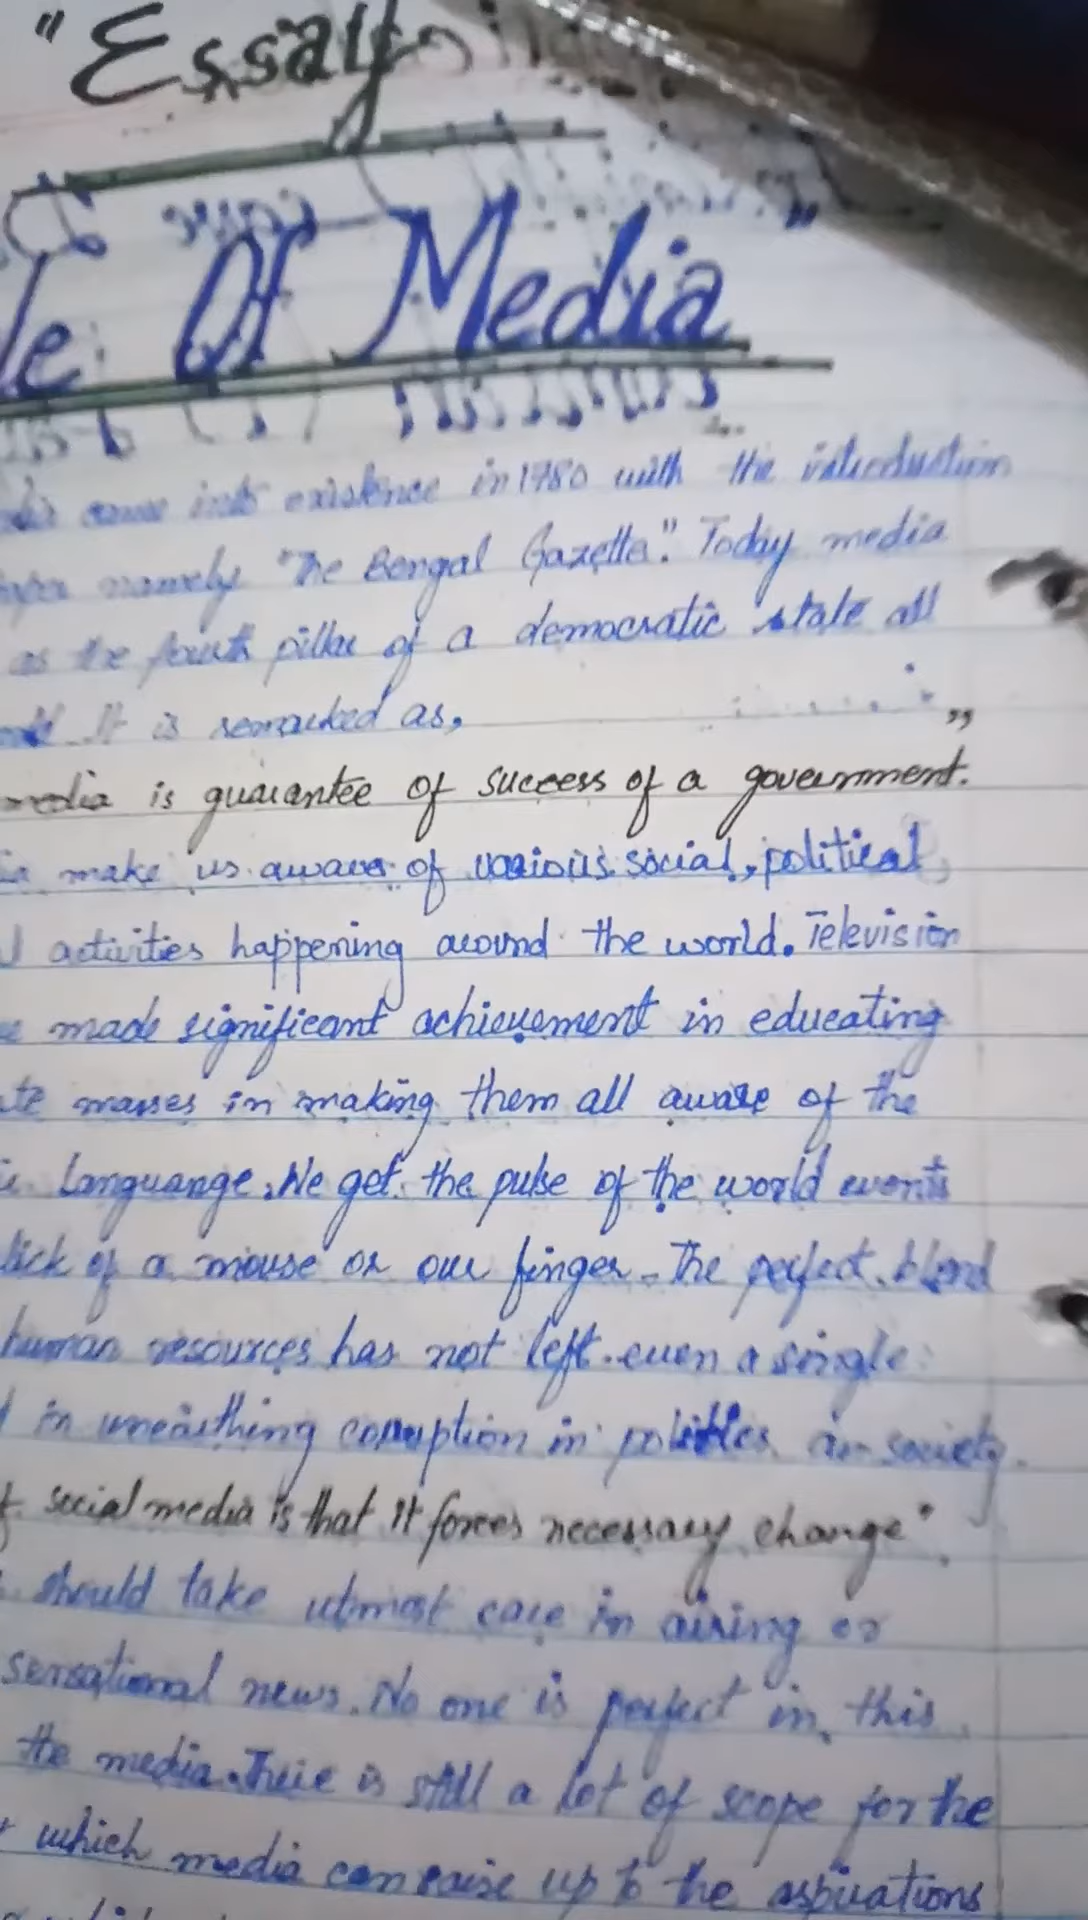 "Essay
Of Media"
came into existence in 1780 with the introduction
namely "The Bengal Gazette". Today media
as the fourth pillar of a democratic state all
It is remarked as,
media is guarantee of success of a government.”
make us aware of various social, political
activities happening around the world. Television
made significant achievement in educating
masses in making them all aware of the
Languange. We get the pulse of the world events
of a mouse or our finger. The perfect blend
human resources has not left even a single
in unearthing corruption in society.
social media is that it forces necessary change"
should take utmost care in airing or
sensational news. No one is perfect in this
the media. There is still a lot of scope for the
which media can raise up to the aspirations